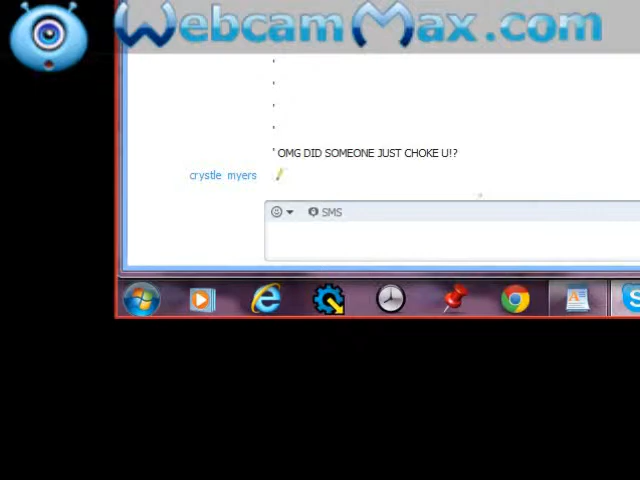 WebcamMax.com
' 
'
'
'
' OMG DID SOMEONE JUST CHOKE U!?
crystle myers
SMS